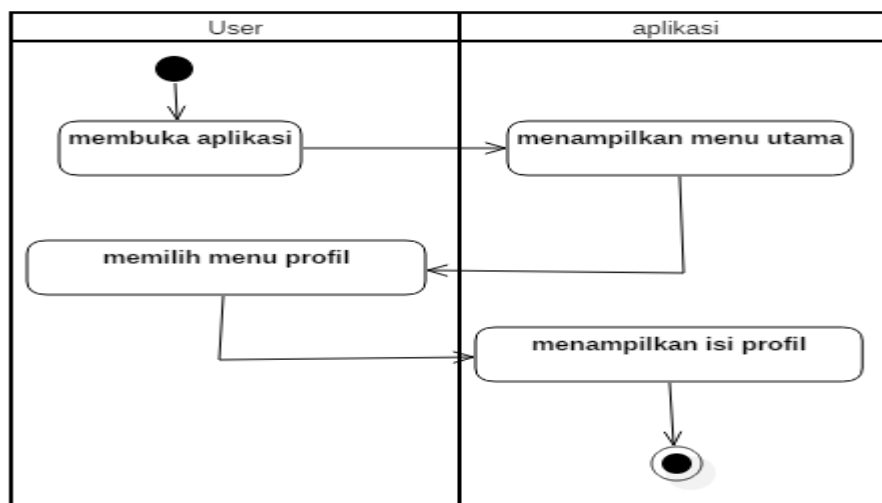 User
aplikasi
membuka aplikasi
menampilkan menu utama
memilih menu profil
menampilkan isi profil